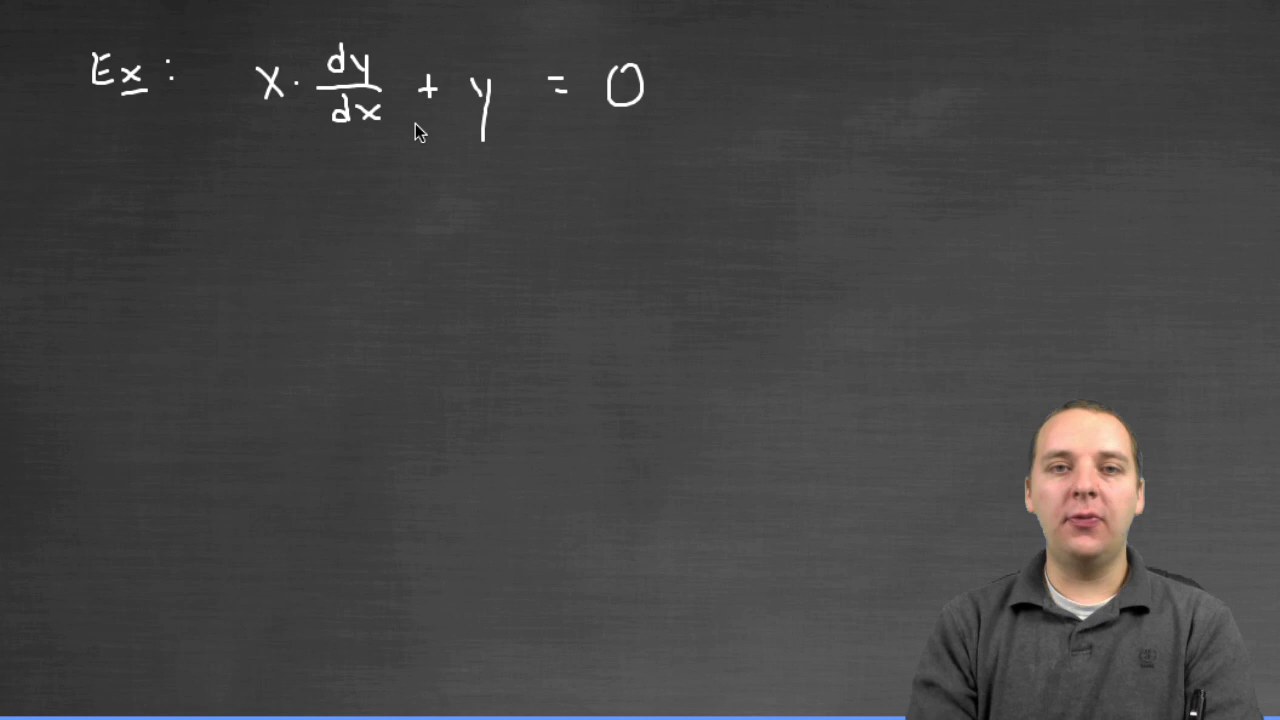 Ex: x · dy/dx + y = 0